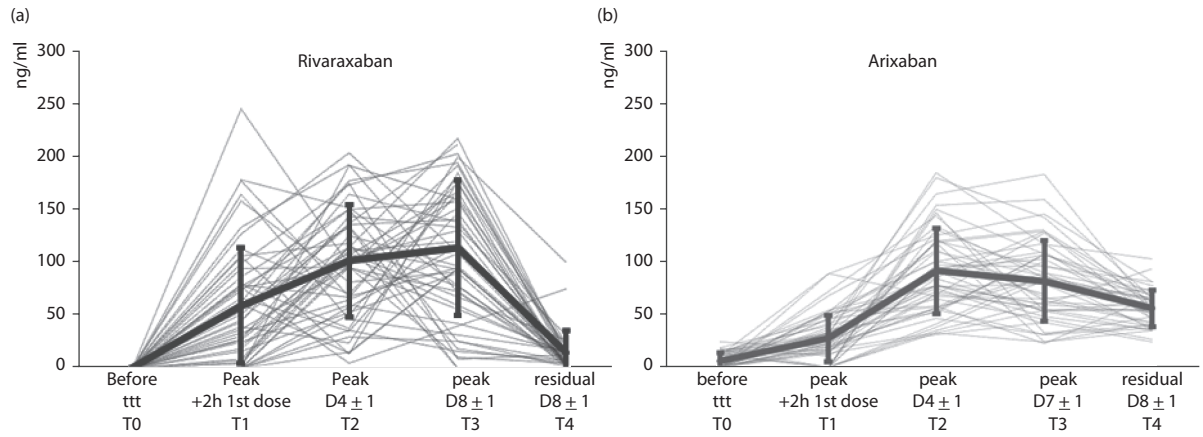 (a)
Rivaraxaban
ng/ml
300
250
200
150
100
50
0
Before Peak Peak peak residual
ttt +2h 1st dose D4 ± 1 D8 ± 1 D8 ± 1
T0 T1 T2 T3 T4
(b)
Arixaban
ng/ml
300
250
200
150
100
50
0
before peak peak peak residual
ttt +2h 1st dose D4 ± 1 D7 ± 1 D8 ± 1
T0 T1 T2 T3 T4